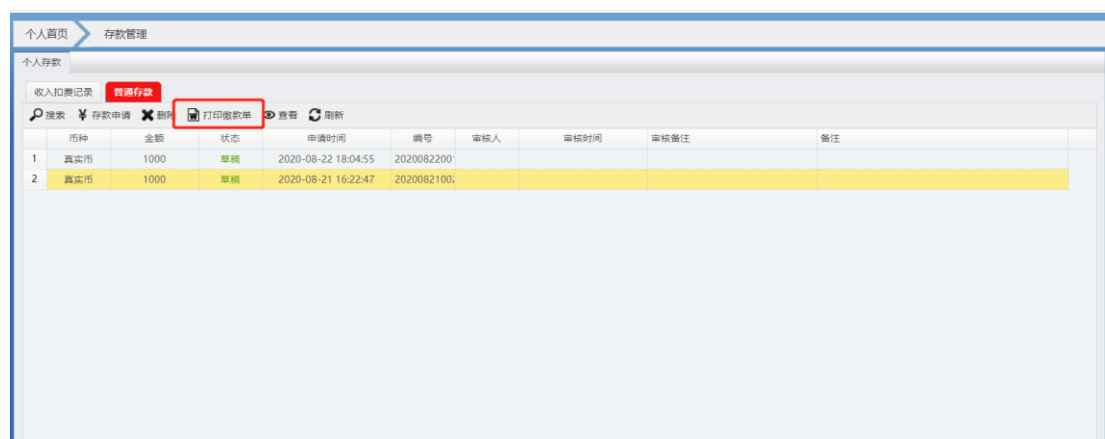 个人首页 存款管理
个人存款
收入扣费记录 普通存款
搜索 ¥ 存款申请 删除 打印缴款单 查看 刷新
币种 金额 状态 申请时间 编号 审核人 审核时间 审核备注 备注
1 真实币 1000 草稿 2020-08-22 18:04:55 2020082200
2 真实币 1000 草稿 2020-08-21 16:22:47 2020082100